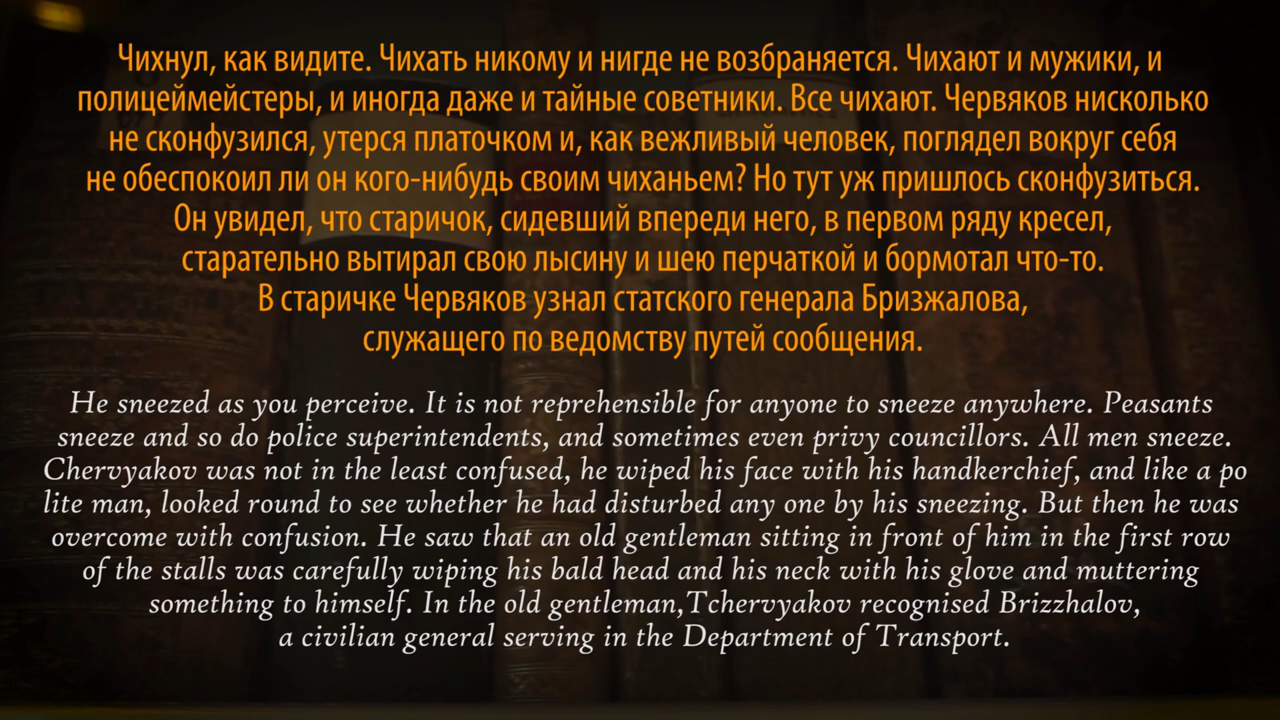 Чихнул, как видите. Чихать никому и нигде не возбраняется. Чихают и мужики, и
полицеймейстеры, и иногда даже и тайные советники. Все чихают. Червяков нисколько
не сконфузился, утерся платочком и, как вежливый человек, поглядел вокруг себя
не обеспокоил ли он кого-нибудь своим чиханьем? Но тут уж пришлось сконфузиться.
Он увидел, что старичок, сидевший впереди него, в первом ряду кресел,
старательно вытирал свою лысину и шею перчаткой и бормотал что-то.
В старичке Червяков узнал статского генерала Бризжалова,
служащего по ведомству путей сообщения.
He sneezed as you perceive. It is not reprehensible for anyone to sneeze anywhere. Peasants
sneeze and so do police superintendents, and sometimes even privy councillors. All men sneeze.
Chervyakov was not in the least confused, he wiped his face with his handkerchief, and like a po
lite man, looked round to see whether he had disturbed any one by his sneezing. But then he was
overcome with confusion. He saw that an old gentleman sitting in front of him in the first row
of the stalls was carefully wiping his bald head and his neck with his glove and muttering
something to himself. In the old gentleman,Tchervyakov recognised Brizzhalov,
a civilian general serving in the Department of Transport.